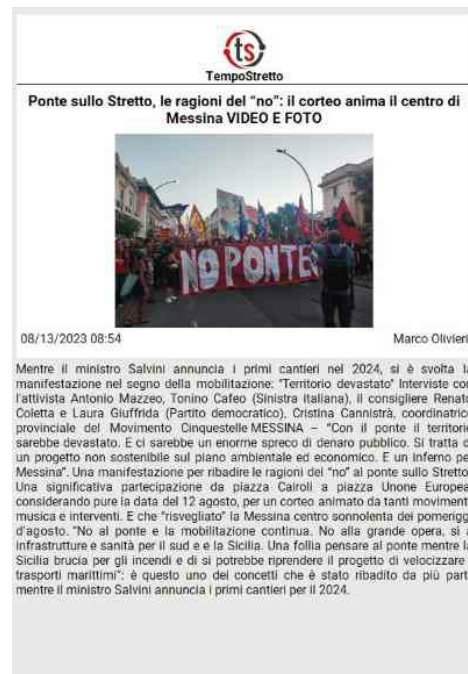 ts
TempoStretto
Ponte sullo Stretto, le ragioni del "no": il corteo anima il centro di
Messina VIDEO E FOTO
NO PONTE
08/13/2023 08:54
Marco Olivieri
Mentre il ministro Salvini annuncia i primi cantieri nel 2024, si è svolta la
manifestazione nel segno della mobilitazione: "Territorio devastato" Interviste con
l'attivista Antonio Mazzeo, Tonino Cafeo (Sinistra italiana), il consigliere Renato
Coletta e Laura Giuffrida (Partito democratico), Cristina Cannistrà, coordinatric
provinciale del Movimento Cinquestelle MESSINA – "Con il ponte il territorio
sarebbe devastato. E ci sarebbe un enorme spreco di denaro pubblico. Si tratta d
un progetto non sostenibile sul piano ambientale ed economico. E un inferno pe
Messina". Una manifestazione per ribadire le ragioni del "no" al ponte sullo Stretto.
Una significativa partecipazione da piazza Cairoli a piazza Unione Europea
considerando pure la data del 12 agosto, per un corteo animato da tanti moviment
musica e interventi. E che "risvegliato" la Messina centro sonnolenta dei pomerigg
d'agosto. "No al ponte e la mobilitazione continua. No alla grande opera, sì a
infrastrutture e sanità per il sud e e la Sicilia. Una follia pensare al ponte mentre la
Sicilia brucia per gli incendi e di si potrebbe riprendere il progetto di velocizzare
trasporti marittimi": è questo uno dei concetti che è stato ribadito da più part
mentre il ministro Salvini annuncia i primi cantieri per il 2024.